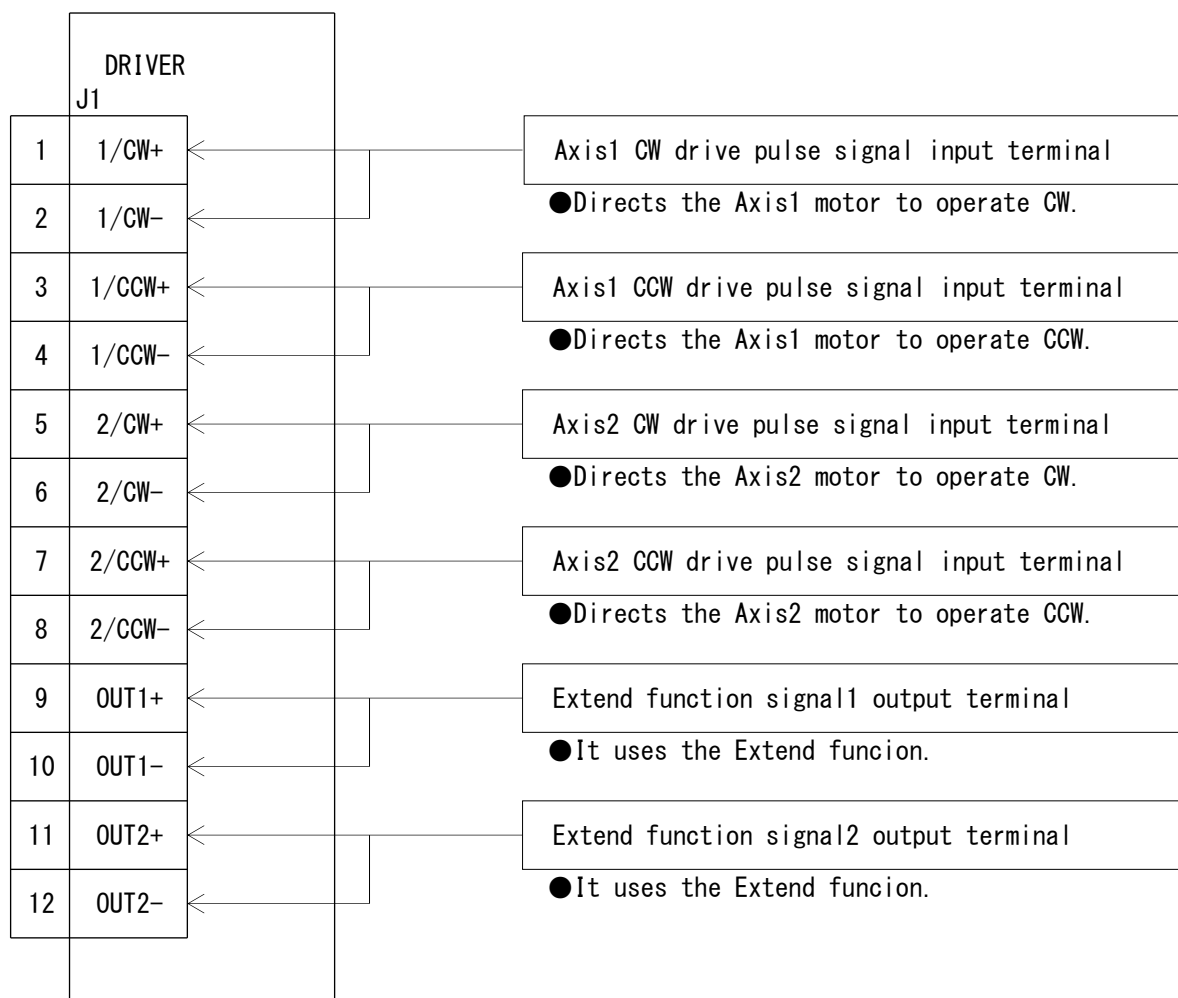 DRIVER
J1
1 1/CW+ Axis1 CW drive pulse signal input terminal
●Directs the Axis1 motor to operate CW.
2 1/CW-
3 1/CCW+ Axis1 CCW drive pulse signal input terminal
●Directs the Axis1 motor to operate CCW.
4 1/CCW-
5 2/CW+ Axis2 CW drive pulse signal input terminal
●Directs the Axis2 motor to operate CW.
6 2/CW-
7 2/CCW+ Axis2 CCW drive pulse signal input terminal
●Directs the Axis2 motor to operate CCW.
8 2/CCW-
9 OUT1+ Extend function signal1 output terminal
●It uses the Extend funcion.
10 OUT1-
11 OUT2+ Extend function signal2 output terminal
●It uses the Extend funcion.
12 OUT2-